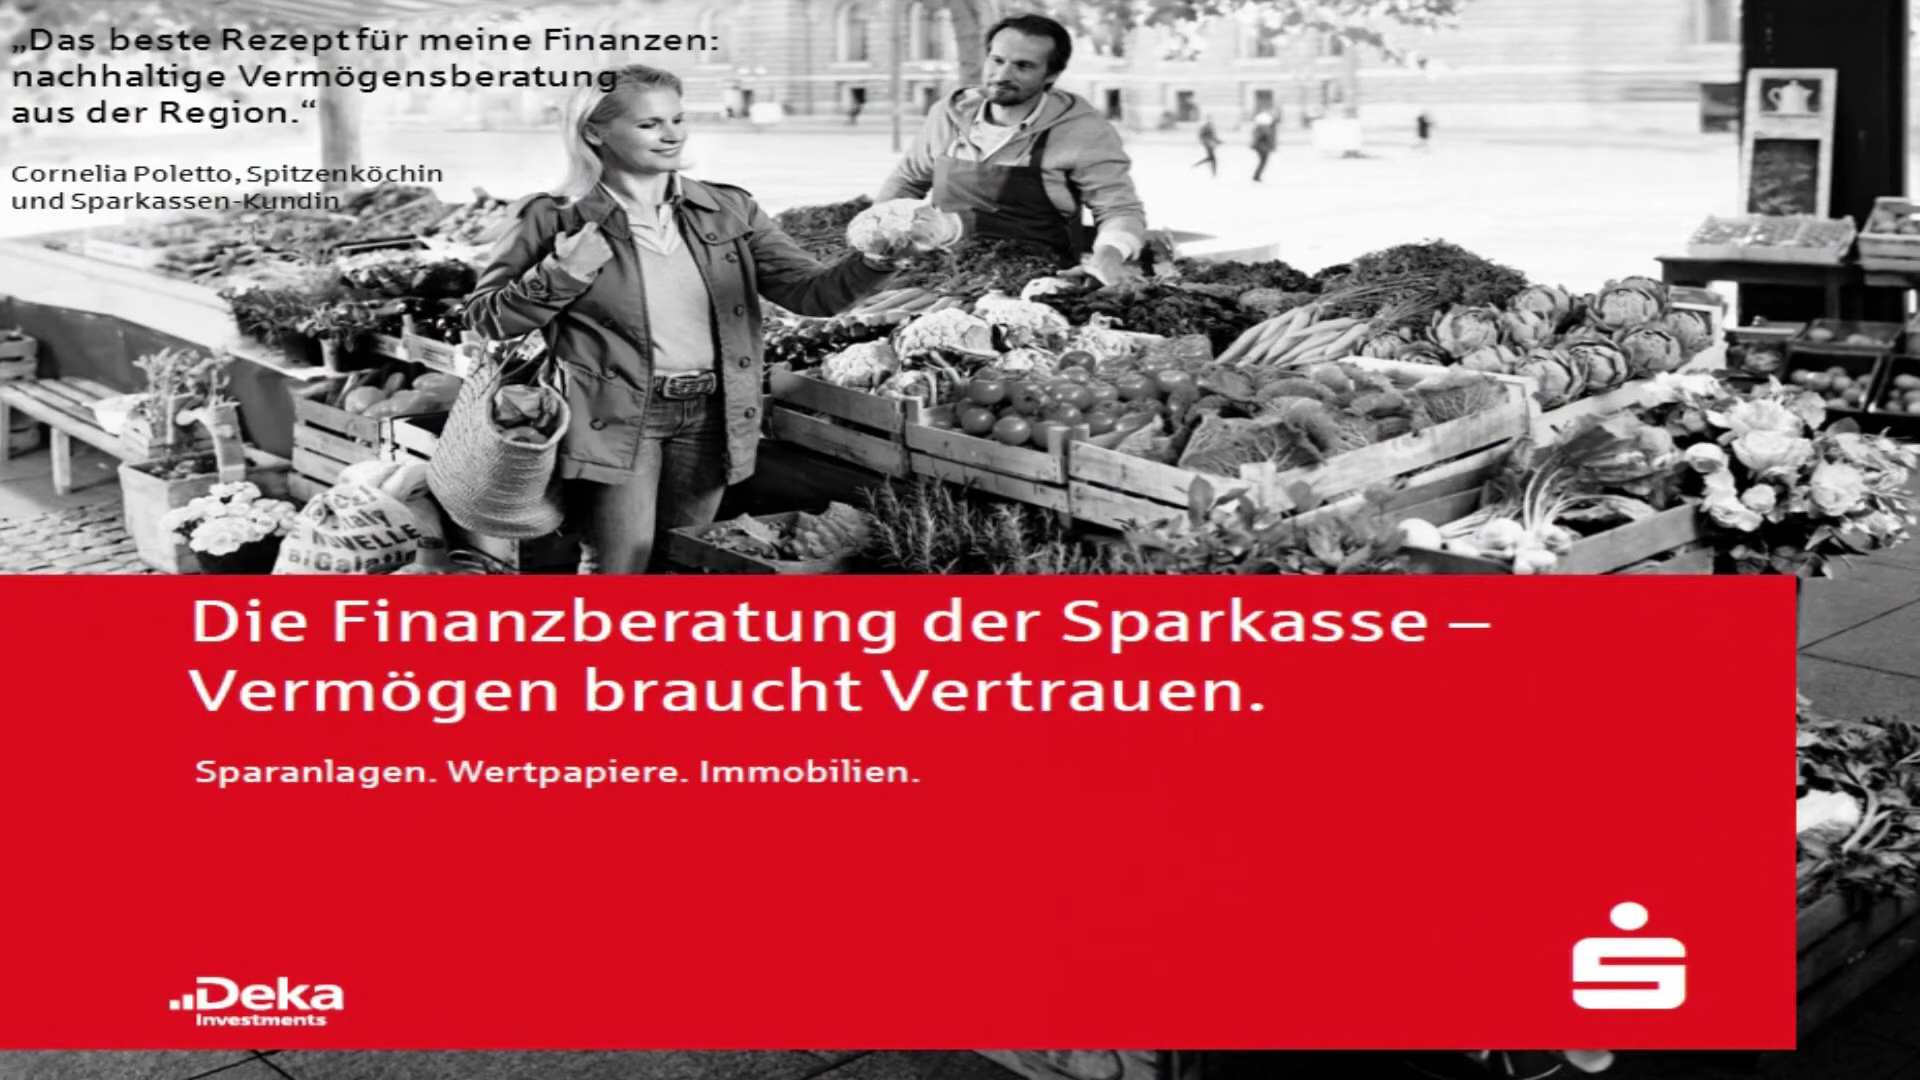 „Das beste Rezept für meine Finanzen:
nachhaltige Vermögensberatung
aus der Region.“
Cornelia Poletto, Spitzenköchin
und Sparkassen-Kundin
Die Finanzberatung der Sparkasse –
Vermögen braucht Vertrauen.
Sparanlagen. Wertpapiere. Immobilien.
Deka
Investments